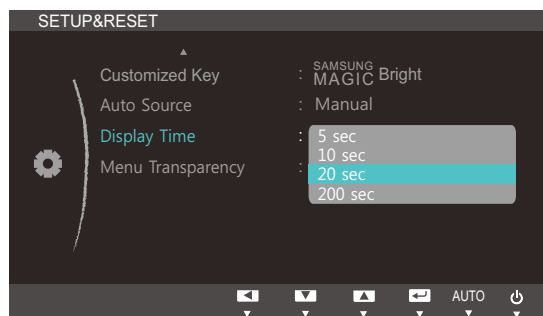 SETUP&RESET
Customized Key : SAMSUNG MAGIC Bright
Auto Source : Manual
Display Time : 5 sec
10 sec
Menu Transparency : 20 sec
200 sec
AUTO